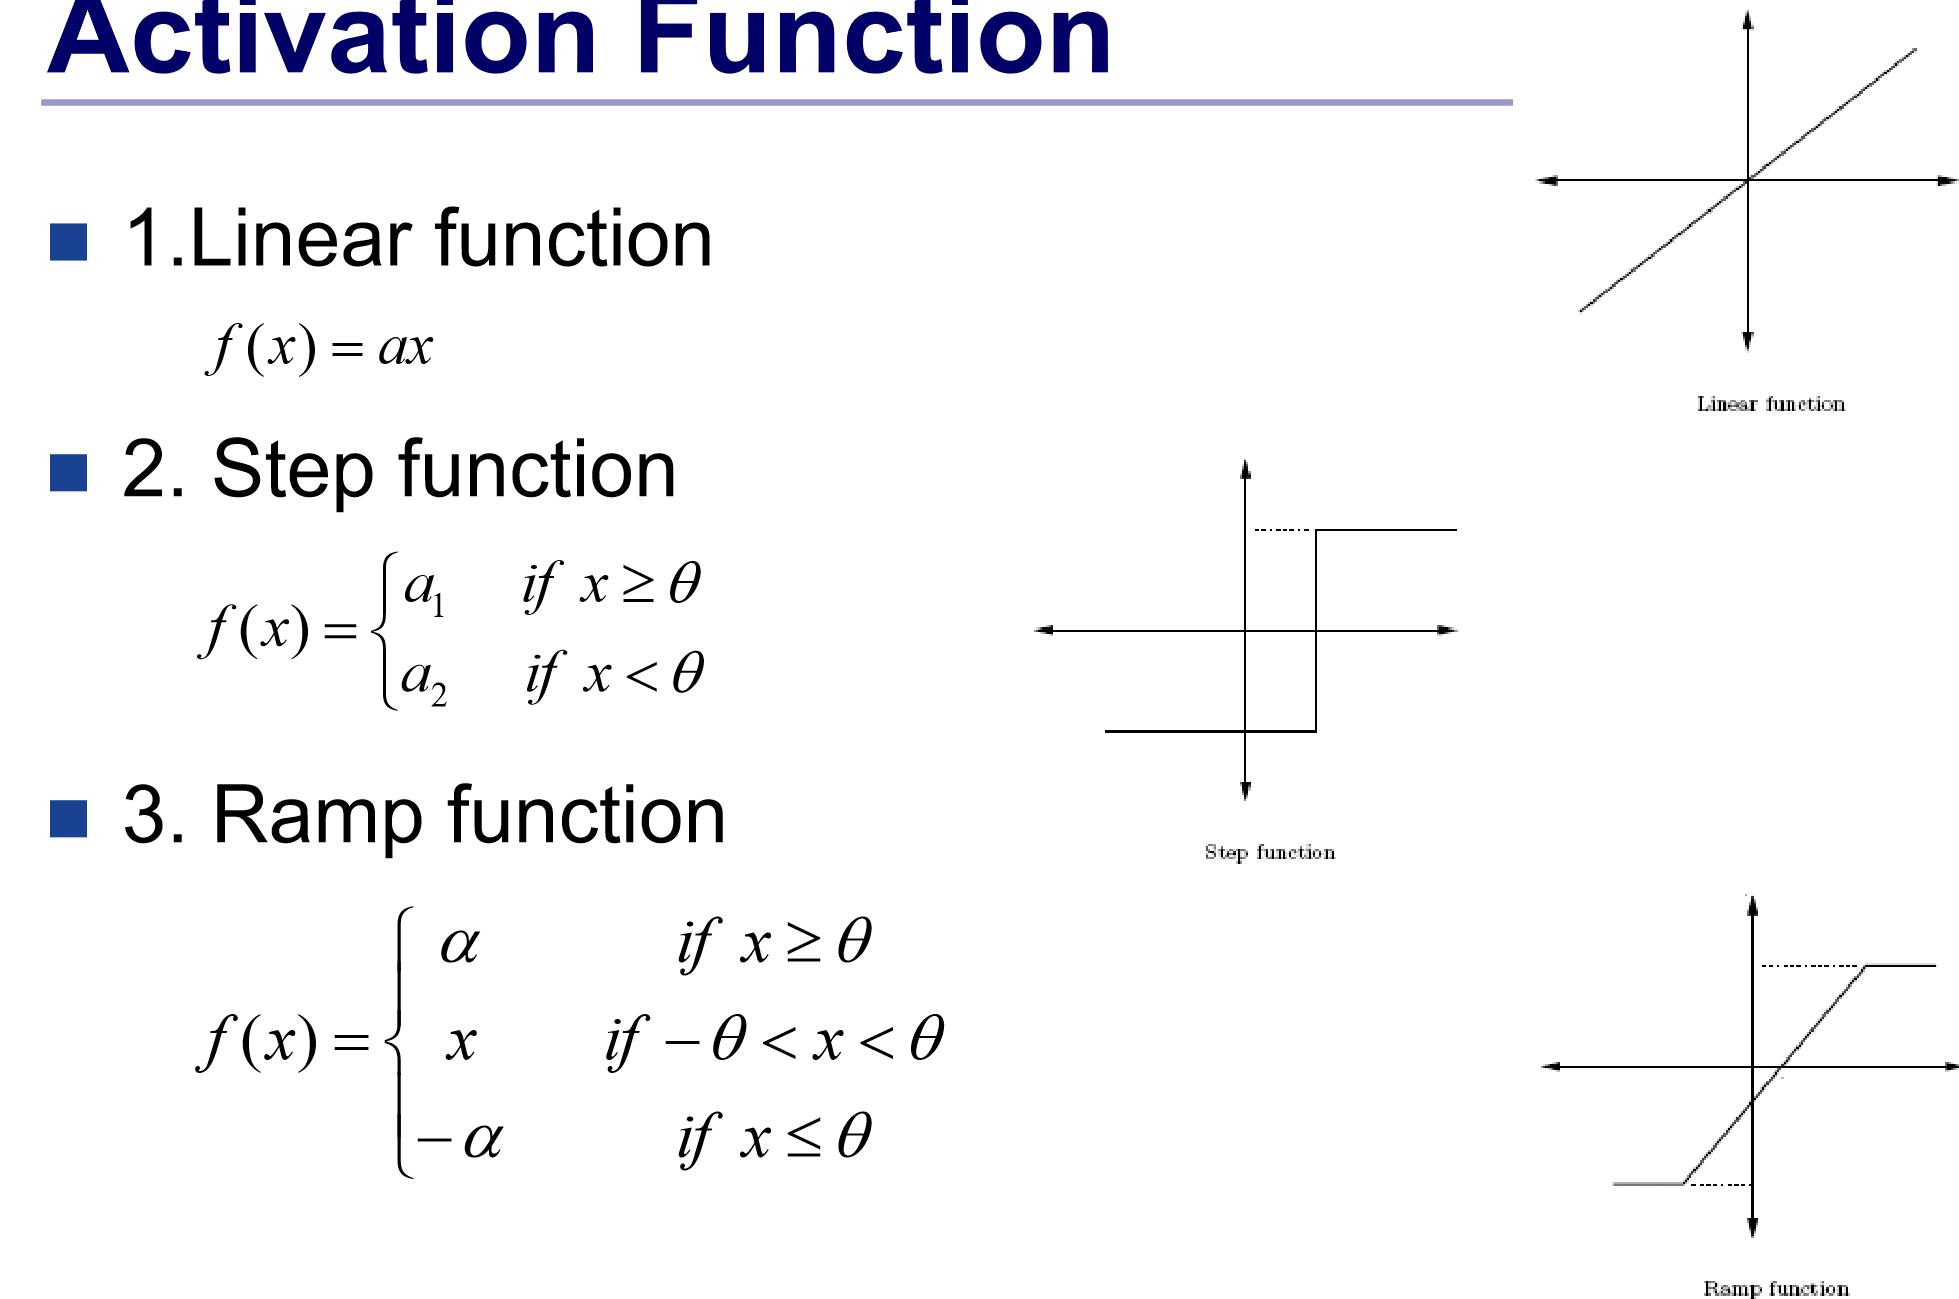 Activation Function
1.Linear function
f(x) = ax
Linear function
2. Step function
f(x) = { a₁ if x ≥ θ
a₂ if x < θ
Step function
3. Ramp function
f(x) = { α if x ≥ θ
x if −θ < x < θ
−α if x ≤ θ
Ramp function